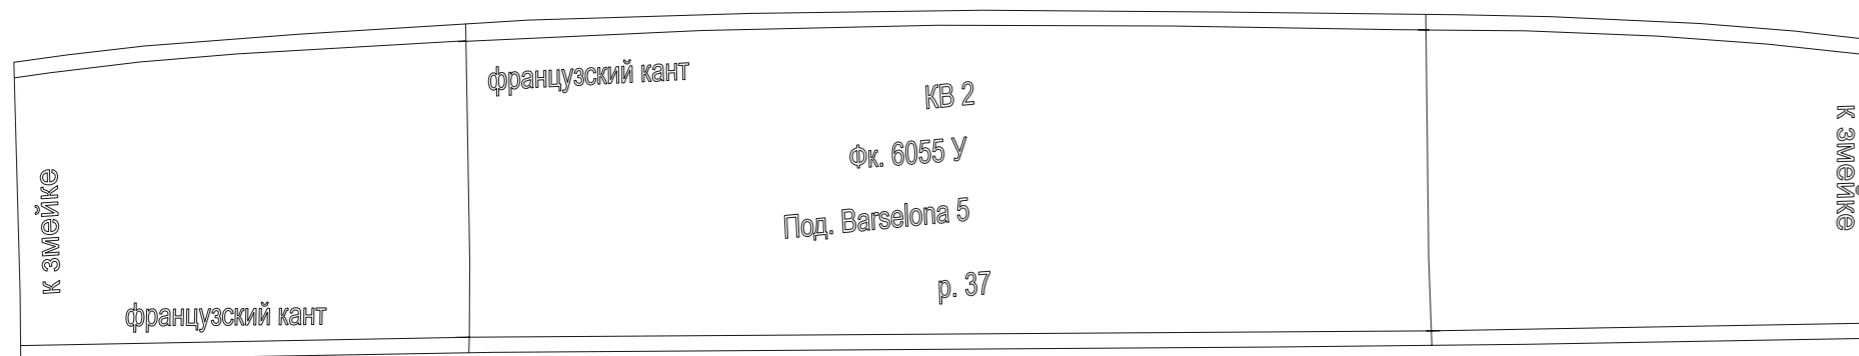 французский кант
КВ 2
Фк. 6055 У
Под. Barselona 5
р. 37
к змейке
французский кант
к змейке